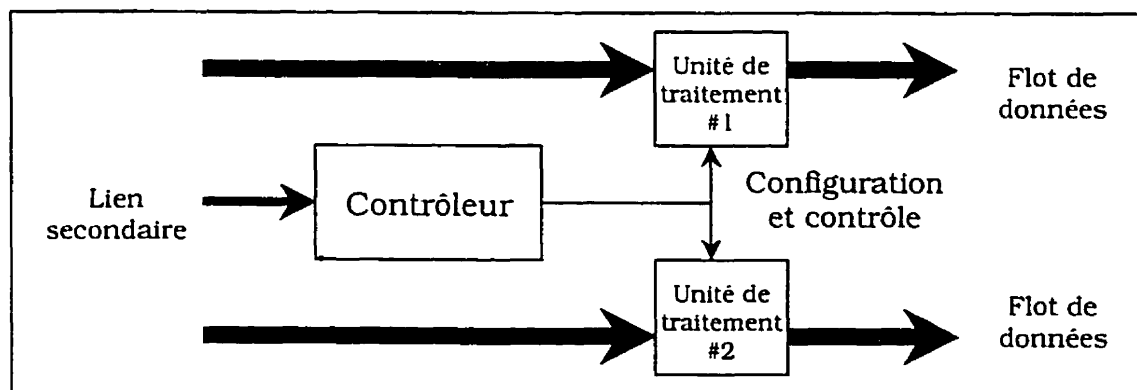 Unité de
traitement
#1
Flot de
données
Lien
secondaire
Contrôleur
Configuration
et contrôle
Unité de
traitement
#2
Flot de
données